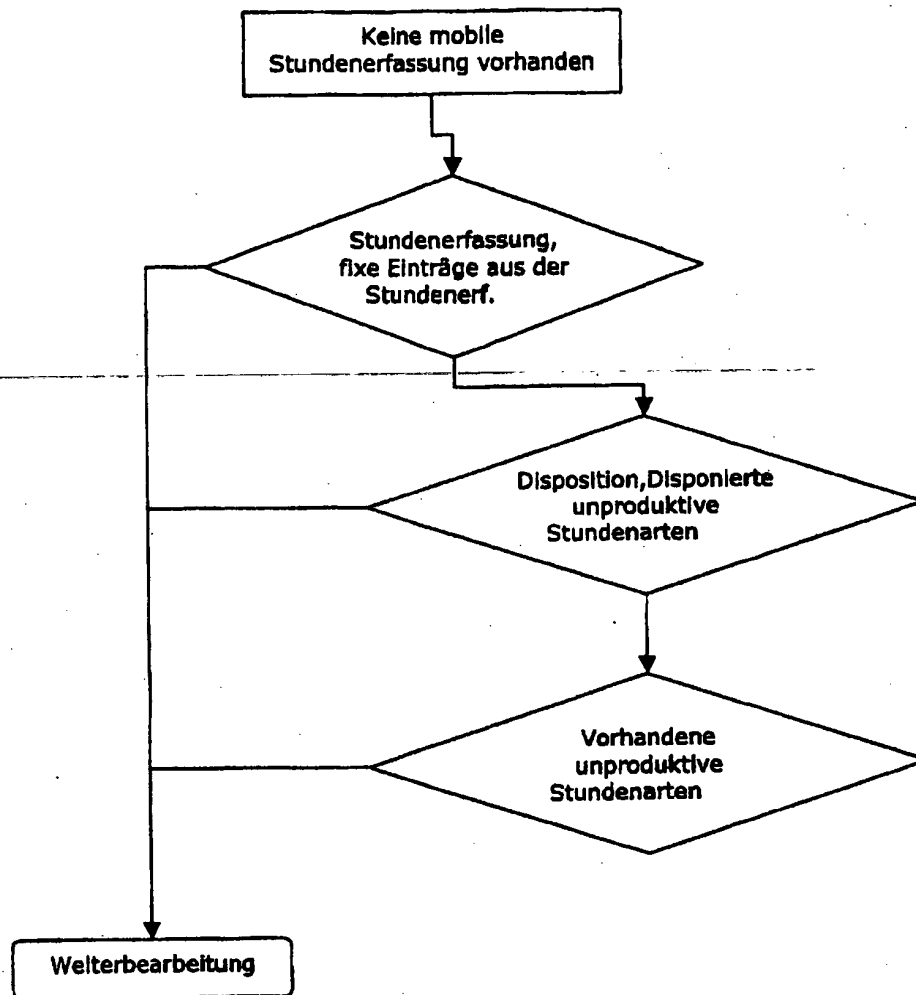 Keine mobile
Stundenerfassung vorhanden
Stundenerfassung,
fixe Einträge aus der
Stundenerf.
Disposition,Disponierte
unproduktive
Stundenarten
Vorhandene
unproduktive
Stundenarten
Weiterbearbeitung